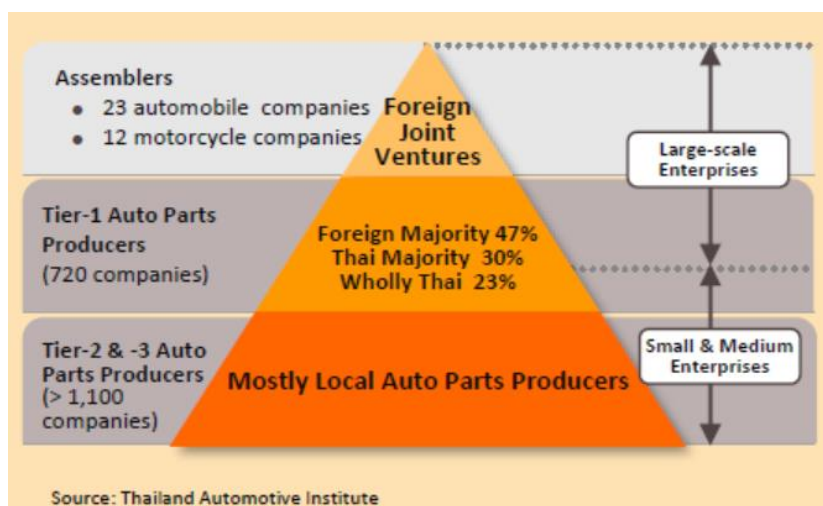 Assemblers
• 23 automobile companies
• 12 motorcycle companies
Foreign
Joint
Ventures
Large-scale
Enterprises
Tier-1 Auto Parts
Producers
(720 companies)
Foreign Majority 47%
Thai Majority 30%
Wholly Thai 23%
Tier-2 & -3 Auto
Parts Producers
(> 1,100
companies)
Mostly Local Auto Parts Producers
Small & Medium
Enterprises
Source: Thailand Automotive Institute